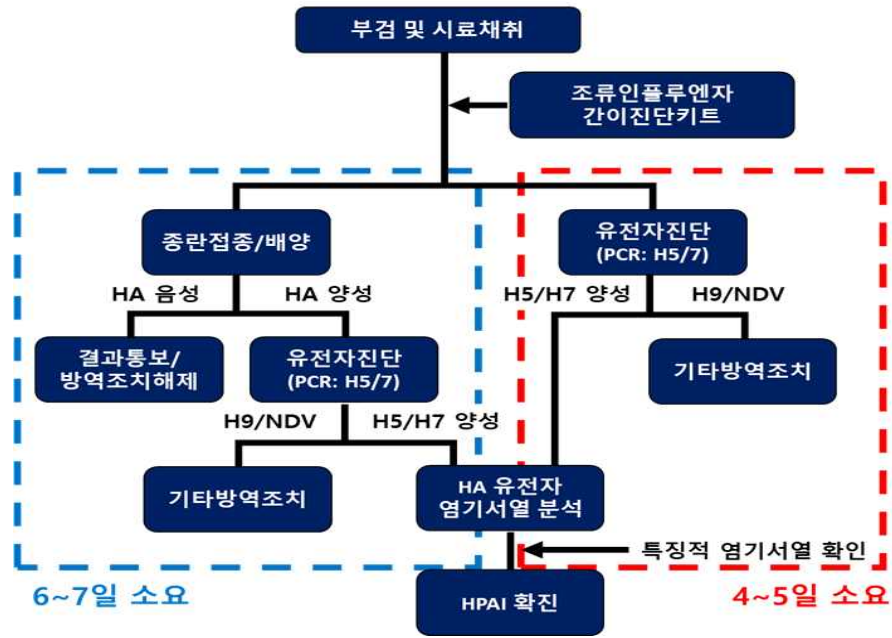 부검 및 시료채취
조류인플루엔자
간이진단키트
종란접종/배양
유전자진단
(PCR: H5/7)
HA 음성
HA 양성
H5/H7 양성
H9/NDV
결과통보/
방역조치해제
유전자진단
(PCR: H5/7)
기타방역조치
H9/NDV
H5/H7 양성
기타방역조치
HA 유전자
염기서열 분석
특징적 염기서열 확인
6~7일 소요
HPAI 확진
4~5일 소요